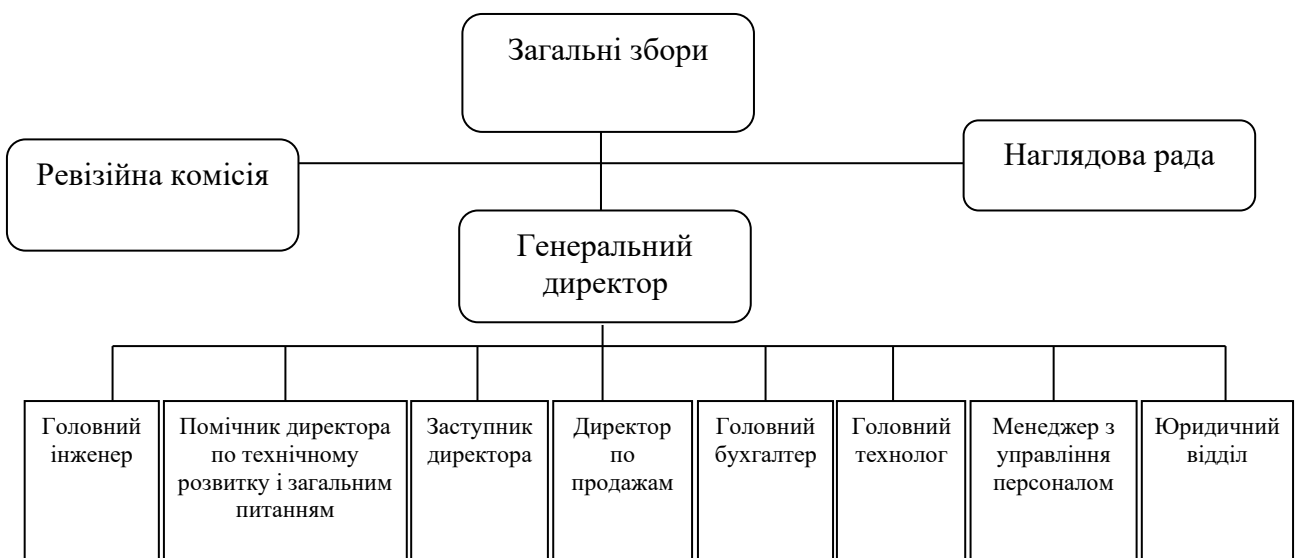 Загальні збори
Ревізійна комісія
Наглядова рада
Генеральний
директор
Головний
інженер
Помічник директора
по технічному
розвитку і загальним
питанням
Заступник
директора
Директор
по
продажам
Головний
бухгалтер
Головний
технолог
Менеджер з
управління
персоналом
Юридичний
відділ